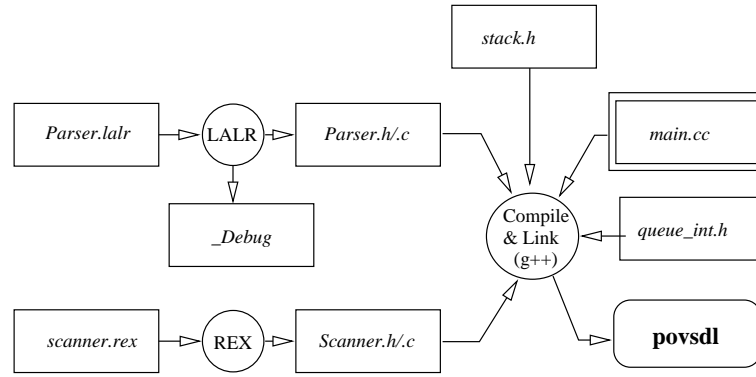 stack.h
Parser.lalr
LALR
Parser.h/.c
main.cc
Compile
& Link
(g++)
_Debug
queue_int.h
scanner.rex
REX
Scanner.h/.c
povsdl